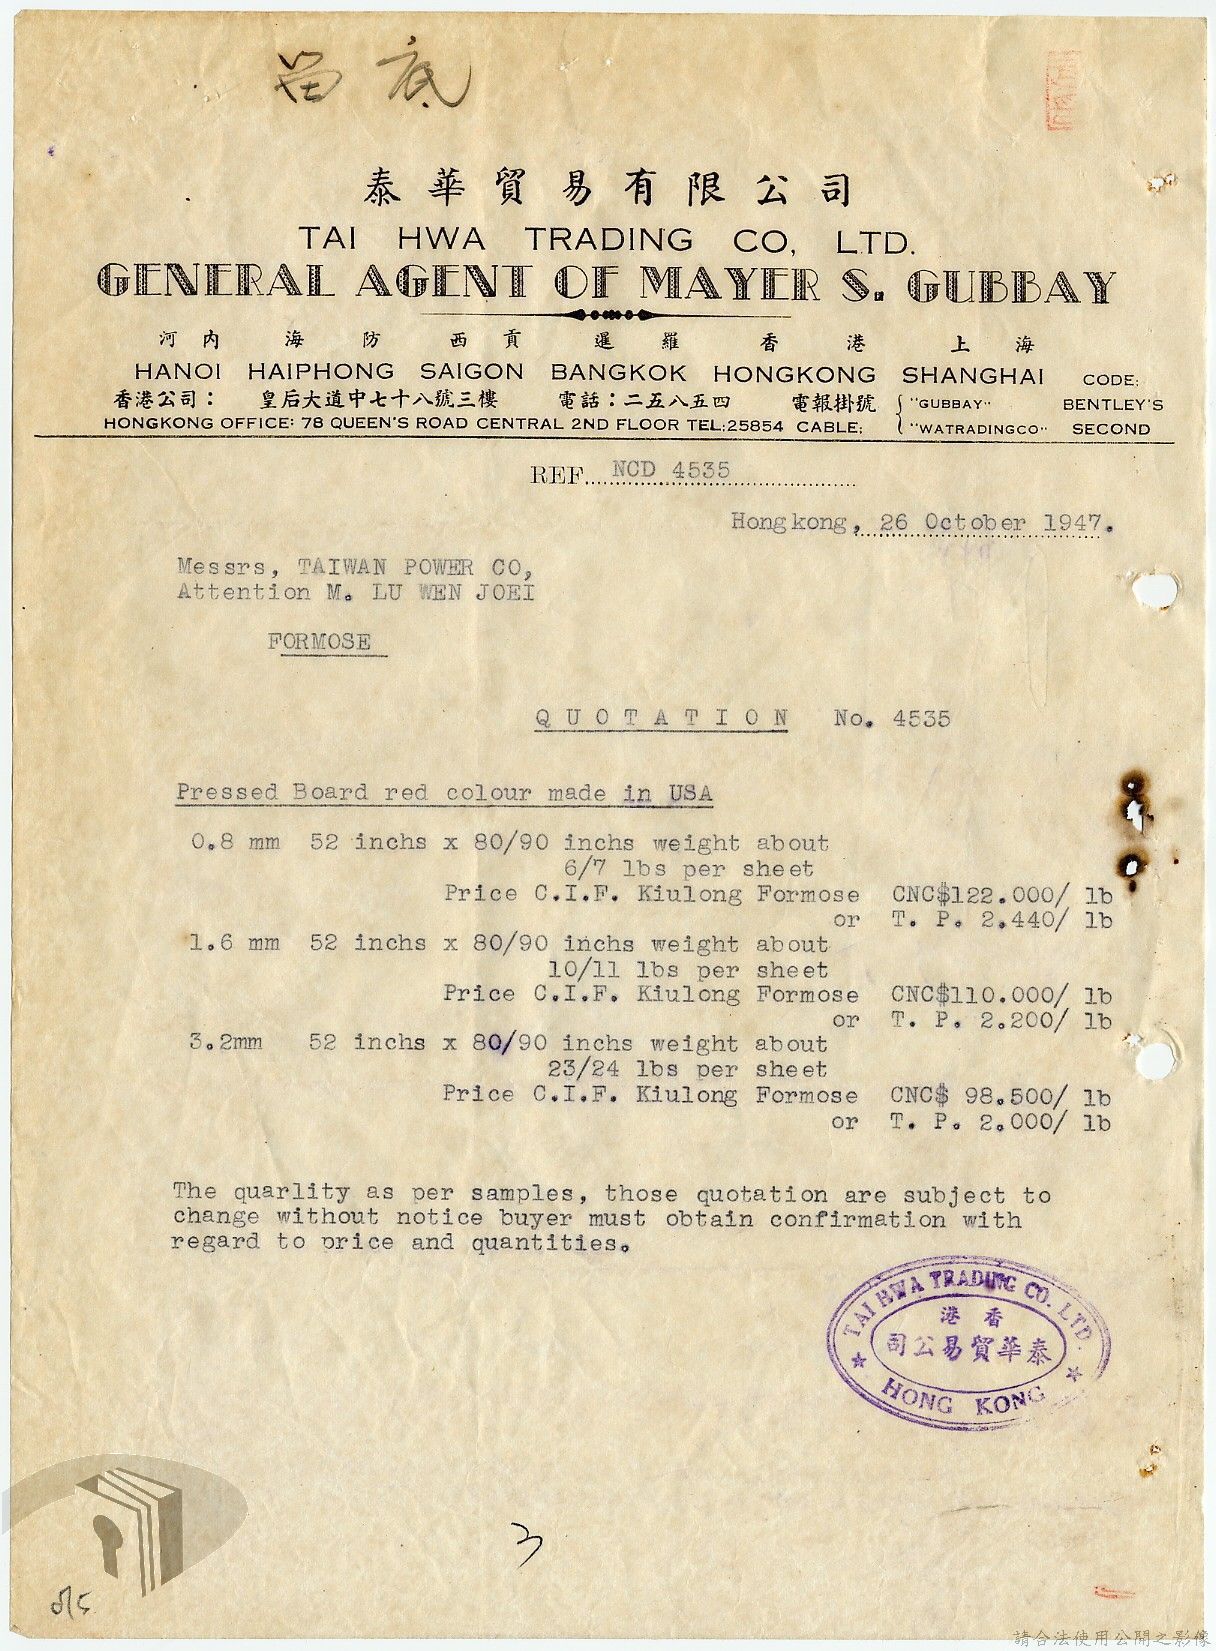 留底
泰華貿易有限公司
TAI HWA TRADING CO, LTD.
GENERAL AGENT OF MAYER S. GUBBAY
河內 海防 西貢 暹羅 香港 上海
HANOI HAIPHONG SAIGON BANGKOK HONGKONG SHANGHAI CODE:
香港公司： 皇后大道中七十八號三樓 電話：二五八五四 電報掛號 "GUBBAY" BENTLEY'S
HONGKONG OFFICE: 78 QUEEN'S ROAD CENTRAL 2ND FLOOR TEL:25854 CABLE: "WATRADINGCO" SECOND
REF. NCD 4535
Hongkong, 26 October 1947.
Messrs, TAIWAN POWER CO,
Attention M. LU WEN JOEI
FORMOSE
QUOTATION No. 4535
Pressed Board red colour made in USA
0.8 mm 52 inchs x 80/90 inchs weight about
6/7 lbs per sheet
Price C.I.F. Kiulong Formose CNC$122.000/ lb
or T. P. 2.440/ lb
1.6 mm 52 inchs x 80/90 inchs weight about
10/11 lbs per sheet
Price C.I.F. Kiulong Formose CNC$110.000/ lb
or T. P. 2.200/ lb
3.2mm 52 inchs x 80/90 inchs weight about
23/24 lbs per sheet
Price C.I.F. Kiulong Formose CNC$ 98.500/ lb
or T. P. 2.000/ lb
The quarlity as per samples, those quotation are subject to
change without notice buyer must obtain confirmation with
regard to price and quantities.
TAI HWA TRADING CO. LTD.
香港
泰華貿易公司
HONG KONG
3
請合法使用公開之影像